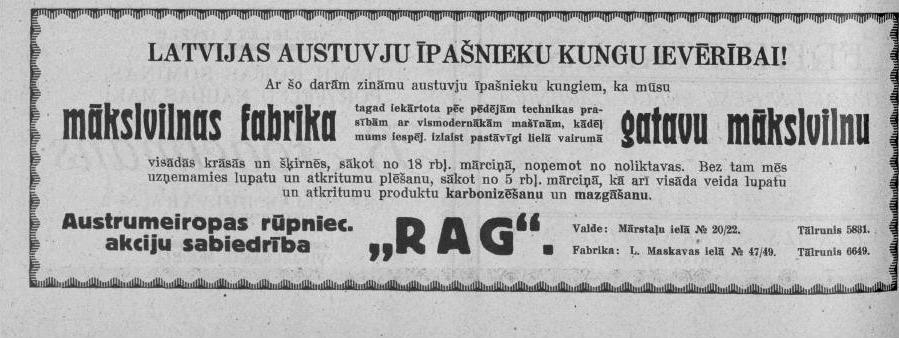 LATVIJAS AUSTUVJU ĪPAŠNIEKU KUNGU IEVĒRĪBAI!
Ar šo darām zināmu austuvju īpašnieku kungiem, ka mūsu
mākslvilnas fabrika
tagad iekārtota pēc pēdējām technikas pra-
sībām ar vismodernākām mašīnām, kādēļ
mums iespēj. izlaist pastāvīgi lielā vairumā
gatavu mākslvilnu
visādas krāsās un šķirnēs, sākot no 18 rbļ. mārciņā, noņemot no noliktavas. Bez tam mēs
uzņemamies lupatu un atkritumu plēšanu, sākot no 5 rbļ. mārciņā, kā arī visāda veida lupatu
un atkritumu produktu karbonizēšanu un mazgāšanu.
Austrumeiropas rūpniec.
akciju sabiedrība
„RAG“.
Valde: Mārstaļu ielā № 20/22. Tālrunis 5881.
Fabrika: Ļ. Maskavas ielā № 47/49. Tālrunis 6649.